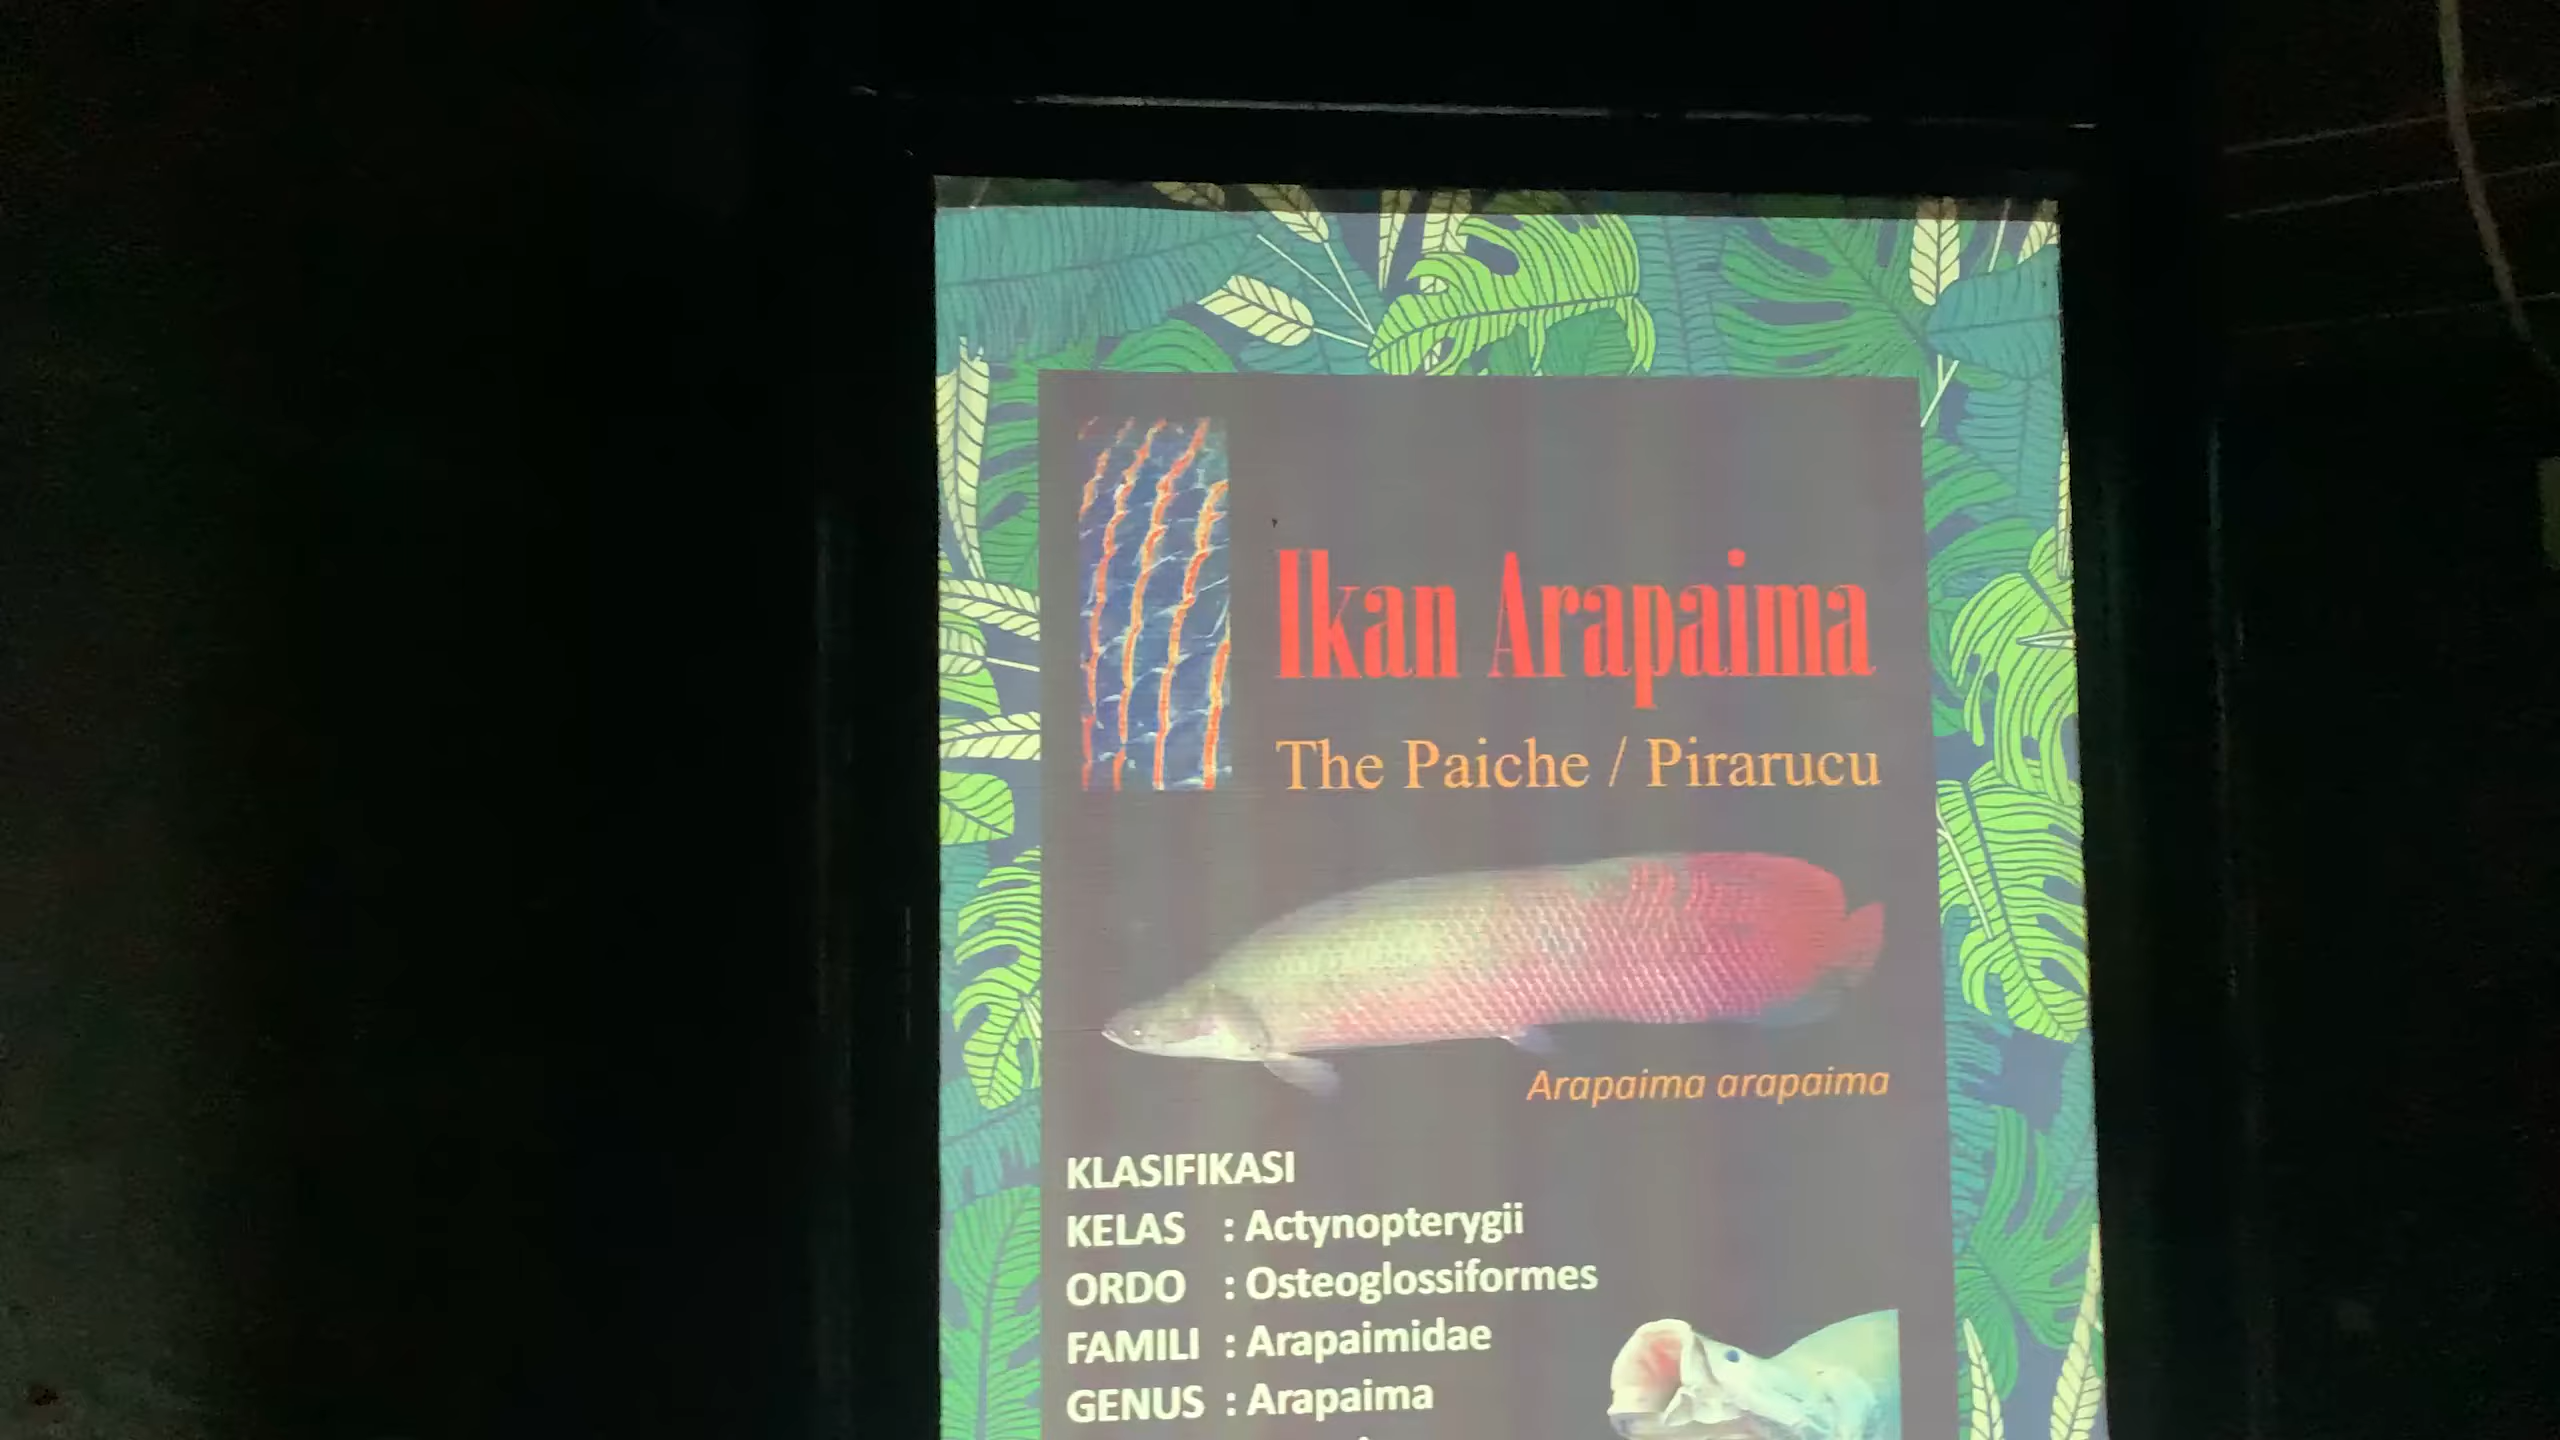 Ikan Arapaima
The Paiche / Pirarucu
Arapaima arapaima
KLASIFIKASI
KELAS : Actynopterygii
ORDO : Osteoglossiformes
FAMILI : Arapaimidae
GENUS : Arapaima